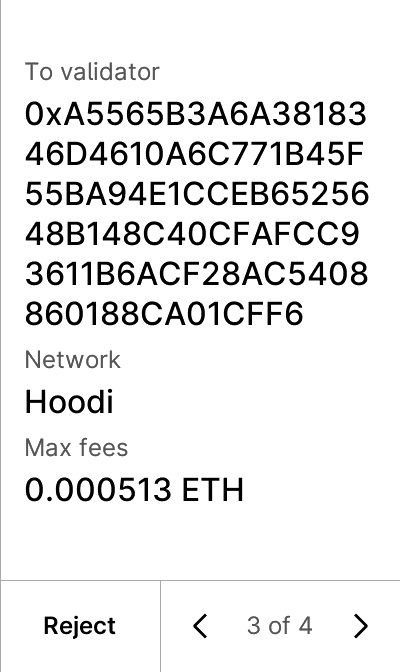 To validator
0xA5565B3A6A38183
46D4610A6C771B45F
55BA94E1CCEB65256
48B148C40CFAFCC9
3611B6ACF28AC5408
860188CA01CFF6
Network
Hoodi
Max fees
0.000513 ETH
Reject
3 of 4